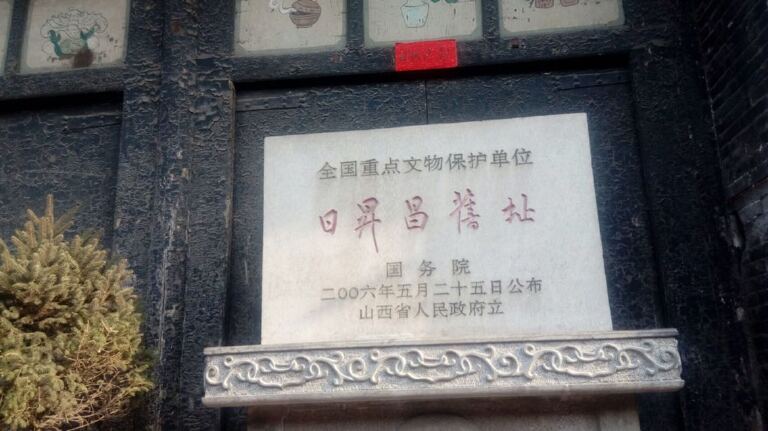 全国重点文物保护单位
日昇昌舊址
国务院
二〇〇六年五月二十五日公布
山西省人民政府立